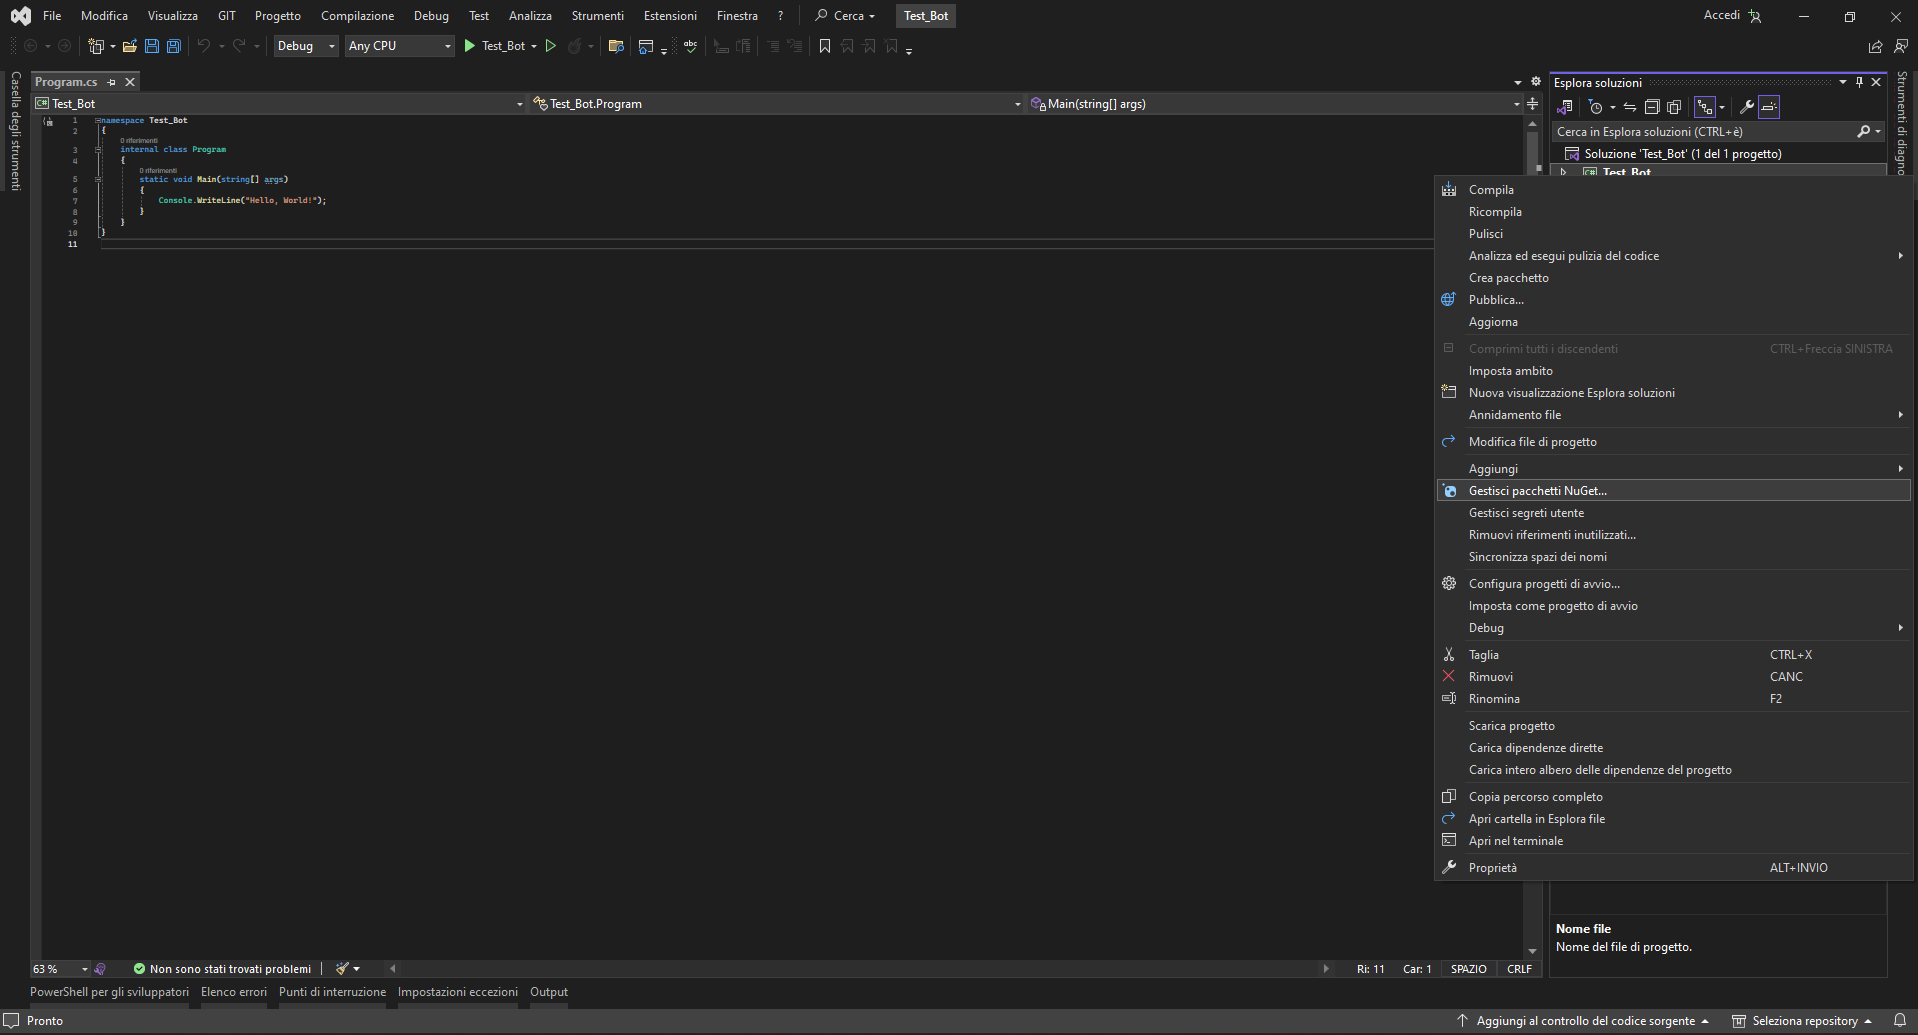 File Modifica Visualizza GIT Progetto Compilazione Debug Test Analizza Strumenti Estensioni Finestra ? Cerca Test_Bot Accedi
Debug Any CPU Test_Bot
Casella degli strumenti
Program.cs
Test_Bot Test_Bot.Program Main(string[] args)
1 namespace Test_Bot
2 {
0 riferimenti
3 internal class Program
4 {
0 riferimenti
5 static void Main(string[] args)
6 {
7 Console.WriteLine("Hello, World!");
8 }
9 }
10 }
11
Esplora soluzioni
Cerca in Esplora soluzioni (CTRL+è)
Soluzione 'Test_Bot' (1 del 1 progetto)
Test_Bot
Strumenti di diagno
Compila
Ricompila
Pulisci
Analizza ed esegui pulizia del codice
Crea pacchetto
Pubblica...
Aggiorna
Comprimi tutti i discendenti CTRL+Freccia SINISTRA
Imposta ambito
Nuova visualizzazione Esplora soluzioni
Annidamento file
Modifica file di progetto
Aggiungi
Gestisci pacchetti NuGet...
Gestisci segreti utente
Rimuovi riferimenti inutilizzati...
Sincronizza spazi dei nomi
Configura progetti di avvio...
Imposta come progetto di avvio
Debug
Taglia CTRL+X
Rimuovi CANC
Rinomina F2
Scarica progetto
Carica dipendenze dirette
Carica intero albero delle dipendenze del progetto
Copia percorso completo
Apri cartella in Esplora file
Apri nel terminale
Proprietà ALT+INVIO
Nome file
Nome del file di progetto.
63 % Non sono stati trovati problemi Ri: 11 Car: 1 SPAZIO CRLF
PowerShell per gli sviluppatori Elenco errori Punti di interruzione Impostazioni eccezioni Output
Pronto Aggiungi al controllo del codice sorgente Seleziona repository